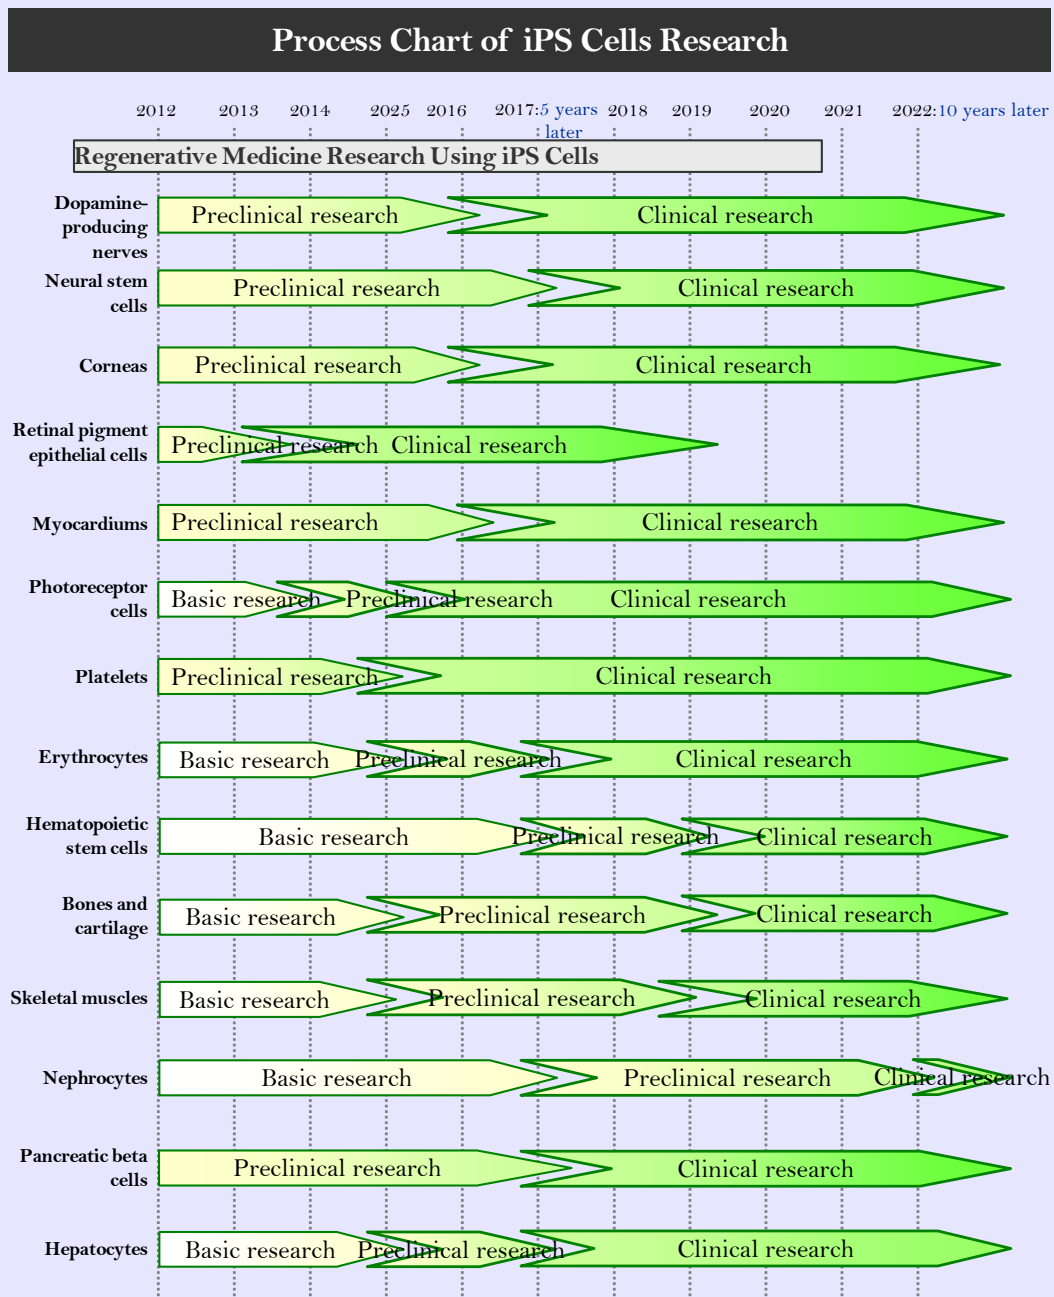 Process Chart of iPS Cells Research
2012 2013 2014 2025 2016 2017:5 years 2018 2019 2020 2021 2022:10 years later
later
Regenerative Medicine Research Using iPS Cells
Dopamine-
producing
nerves
Preclinical research Clinical research
Neural stem
cells
Preclinical research Clinical research
Corneas
Preclinical research Clinical research
Retinal pigment
epithelial cells
Preclinical research Clinical research
Myocardiums
Preclinical research Clinical research
Photoreceptor
cells
Basic research Preclinical research Clinical research
Platelets
Preclinical research Clinical research
Erythrocytes
Basic research Preclinical research Clinical research
Hematopoietic
stem cells
Basic research Preclinical research Clinical research
Bones and
cartilage
Basic research Preclinical research Clinical research
Skeletal muscles
Basic research Preclinical research Clinical research
Nephrocytes
Basic research Preclinical research Clinical research
Pancreatic beta
cells
Preclinical research Clinical research
Hepatocytes
Basic research Preclinical research Clinical research